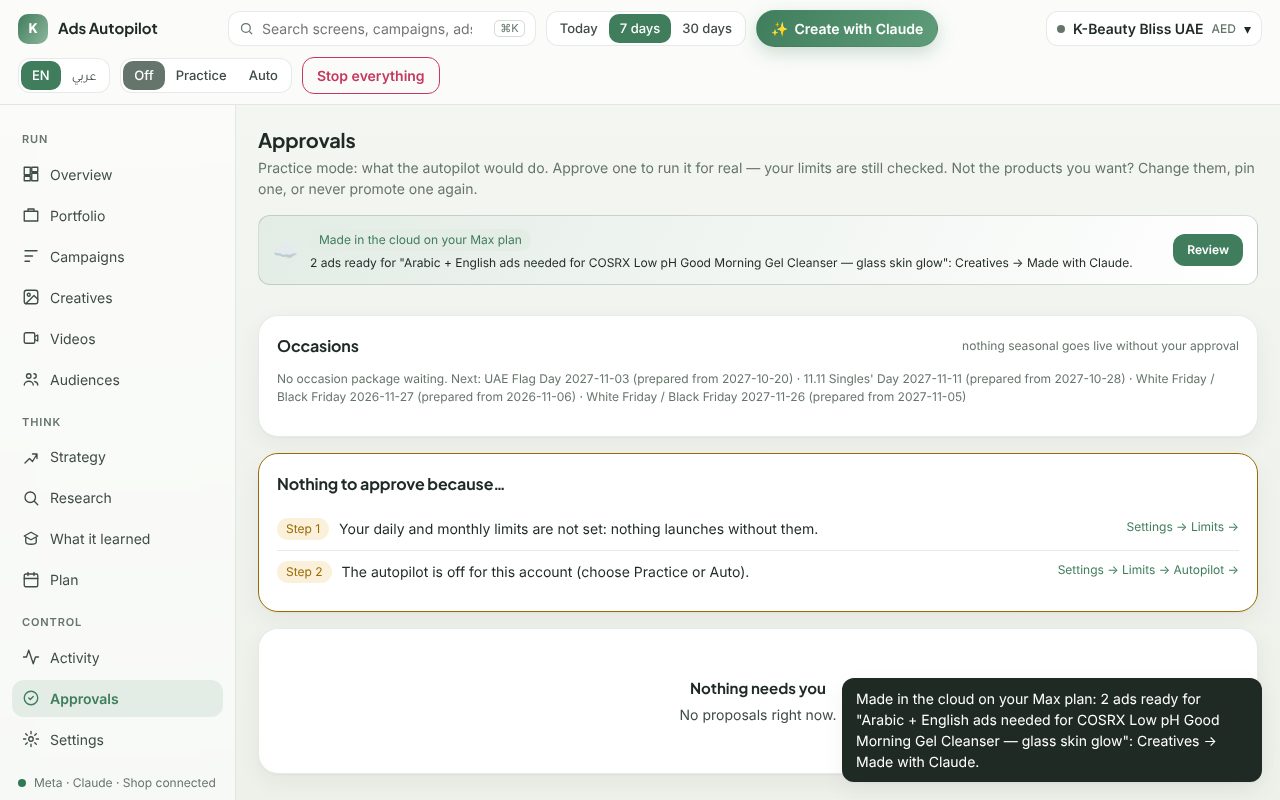 K
Ads Autopilot
Search screens, campaigns, ads
⌘K
Today
7 days
30 days
✨ Create with Claude
K-Beauty Bliss UAE AED ▾
EN
عربي
Off
Practice
Auto
Stop everything
RUN
Overview
Portfolio
Campaigns
Creatives
Videos
Audiences
THINK
Strategy
Research
What it learned
Plan
CONTROL
Activity
Approvals
Settings
Meta · Claude · Shop connected
Approvals
Practice mode: what the autopilot would do. Approve one to run it for real — your limits are still checked. Not the products you want? Change them, pin
one, or never promote one again.
Made in the cloud on your Max plan
2 ads ready for "Arabic + English ads needed for COSRX Low pH Good Morning Gel Cleanser — glass skin glow": Creatives → Made with Claude.
Review
Occasions
nothing seasonal goes live without your approval
No occasion package waiting. Next: UAE Flag Day 2027-11-03 (prepared from 2027-10-20) · 11.11 Singles' Day 2027-11-11 (prepared from 2027-10-28) · White Friday /
Black Friday 2026-11-27 (prepared from 2026-11-06) · White Friday / Black Friday 2027-11-26 (prepared from 2027-11-05)
Nothing to approve because…
Step 1 Your daily and monthly limits are not set: nothing launches without them.
Settings → Limits →
Step 2 The autopilot is off for this account (choose Practice or Auto).
Settings → Limits → Autopilot →
Nothing needs you
No proposals right now.
Made in the cloud on your Max plan: 2 ads ready for
"Arabic + English ads needed for COSRX Low pH Good
Morning Gel Cleanser — glass skin glow": Creatives →
Made with Claude.